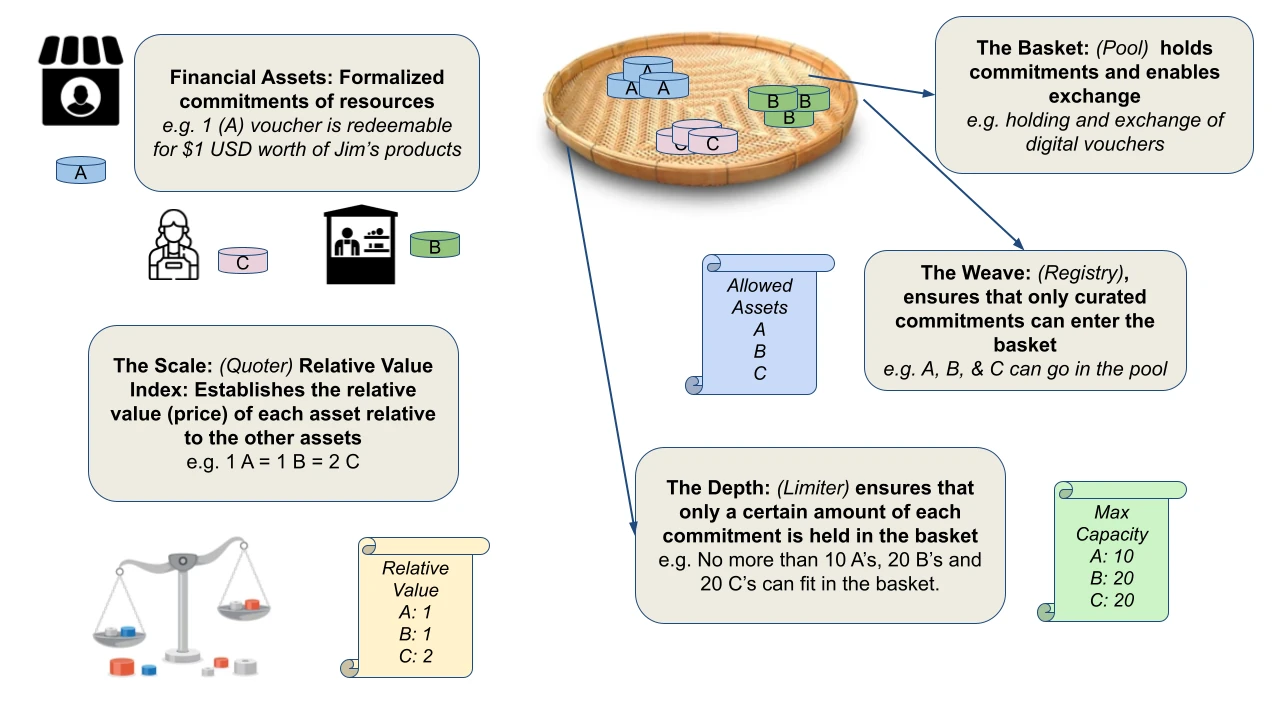 Financial Assets: Formalized
commitments of resources
e.g. 1 (A) voucher is redeemable
for $1 USD worth of Jim's products
A
C
B
The Scale: (Quoter) Relative Value
Index: Establishes the relative
value (price) of each asset relative
to the other assets
e.g. 1 A = 1 B = 2 C
Relative
Value
A: 1
B: 1
C: 2
A
A
A
B
B
B
C
C
The Basket: (Pool) holds
commitments and enables
exchange
e.g. holding and exchange of
digital vouchers
Allowed
Assets
A
B
C
The Weave: (Registry),
ensures that only curated
commitments can enter the
basket
e.g. A, B, & C can go in the pool
The Depth: (Limiter) ensures that
only a certain amount of each
commitment is held in the basket
e.g. No more than 10 A's, 20 B's and
20 C's can fit in the basket.
Max
Capacity
A: 10
B: 20
C: 20